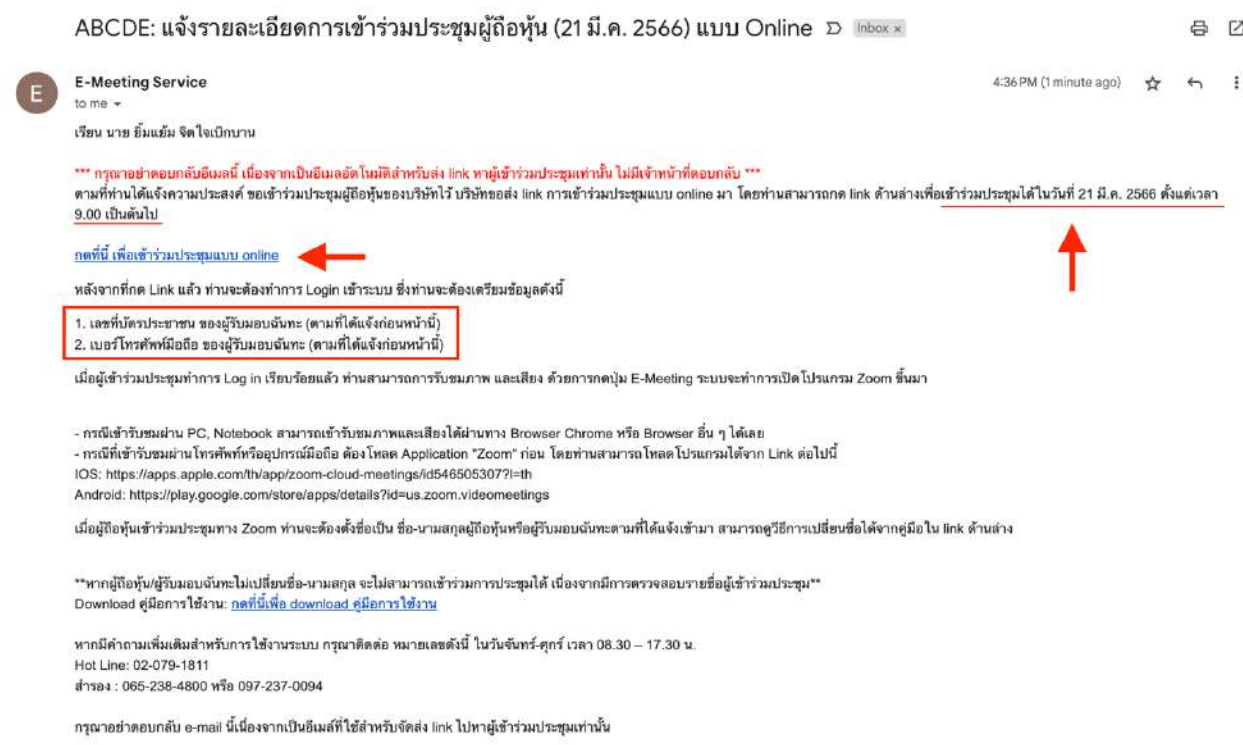 ABCDE: แจ้งรายละเอียดการเข้าร่วมประชุมผู้ถือหุ้น (21 มี.ค. 2566) แบบ Online Inbox x
E-Meeting Service 4:36 PM (1 minute ago)
E
to me
เรียน นาย ยิ้มแย้ม จิตใจเบิกบาน
*** กรุณาอย่าตอบกลับอีเมลนี้ เนื่องจากเป็นอีเมลอัตโนมัติสำหรับส่ง link หาผู้เข้าร่วมประชุมเท่านั้น ไม่มีเจ้าหน้าที่ตอบกลับ ***
ตามที่ท่านได้แจ้งความประสงค์ ขอเข้าร่วมประชุมผู้ถือหุ้นของบริษัทไว้ บริษัทขอส่ง link การเข้าร่วมประชุมแบบ online มา โดยท่านสามารถกด link ด้านล่างเพื่อเข้าร่วมประชุมได้ในวันที่ 21 มี.ค. 2566 ตั้งแต่เวลา
9.00 เป็นต้นไป
กดที่นี้ เพื่อเข้าร่วมประชุมแบบ online
หลังจากที่กด Link แล้ว ท่านจะต้องทำการ Login เข้าระบบ ซึ่งท่านจะต้องเตรียมข้อมูลดังนี้
1. เลขที่บัตรประชาชน ของผู้รับมอบฉันทะ (ตามที่ได้แจ้งก่อนหน้านี้)
2. เบอร์โทรศัพท์มือถือ ของผู้รับมอบฉันทะ (ตามที่ได้แจ้งก่อนหน้านี้)
เมื่อผู้เข้าร่วมประชุมทำการ Log in เรียบร้อยแล้ว ท่านสามารถการรับชมภาพ และเสียง ด้วยการกดปุ่ม E-Meeting ระบบจะทำการเปิดโปรแกรม Zoom ขึ้นมา
- กรณีเข้ารับชมผ่าน PC, Notebook สามารถเข้ารับชมภาพและเสียงได้ผ่านทาง Browser Chrome หรือ Browser อื่น ๆ ได้เลย
- กรณีที่เข้ารับชมผ่านโทรศัพท์หรืออุปกรณ์มือถือ ต้องโหลด Application "Zoom" ก่อน โดยท่านสามารถโหลดโปรแกรมได้จาก Link ต่อไปนี้
IOS: https://apps.apple.com/th/app/zoom-cloud-meetings/id546505307?l=th
Android: https://play.google.com/store/apps/details?id=us.zoom.videomeetings
เมื่อผู้ถือหุ้นเข้าร่วมประชุมทาง Zoom ท่านจะต้องตั้งชื่อเป็น ชื่อ-นามสกุลผู้ถือหุ้นหรือผู้รับมอบฉันทะตามที่ได้แจ้งเข้ามา สามารถดูวิธีการเปลี่ยนชื่อได้จากคู่มือใน link ด้านล่าง
**หากผู้ถือหุ้น/ผู้รับมอบฉันทะไม่เปลี่ยนชื่อ-นามสกุล จะไม่สามารถเข้าร่วมการประชุมได้ เนื่องจากมีการตรวจสอบรายชื่อผู้เข้าร่วมประชุม**
Download คู่มือการใช้งาน: กดที่นี้เพื่อ download คู่มือการใช้งาน
หากมีคำถามเพิ่มเติมสำหรับการใช้งานระบบ กรุณาติดต่อ หมายเลขดังนี้ ในวันจันทร์-ศุกร์ เวลา 08.30 – 17.30 น.
Hot Line: 02-079-1811
สำรอง : 065-238-4800 หรือ 097-237-0094
กรุณาอย่าตอบกลับ e-mail นี้เนื่องจากเป็นอีเมล์ที่ใช้สำหรับจัดส่ง link ไปหาผู้เข้าร่วมประชุมเท่านั้น